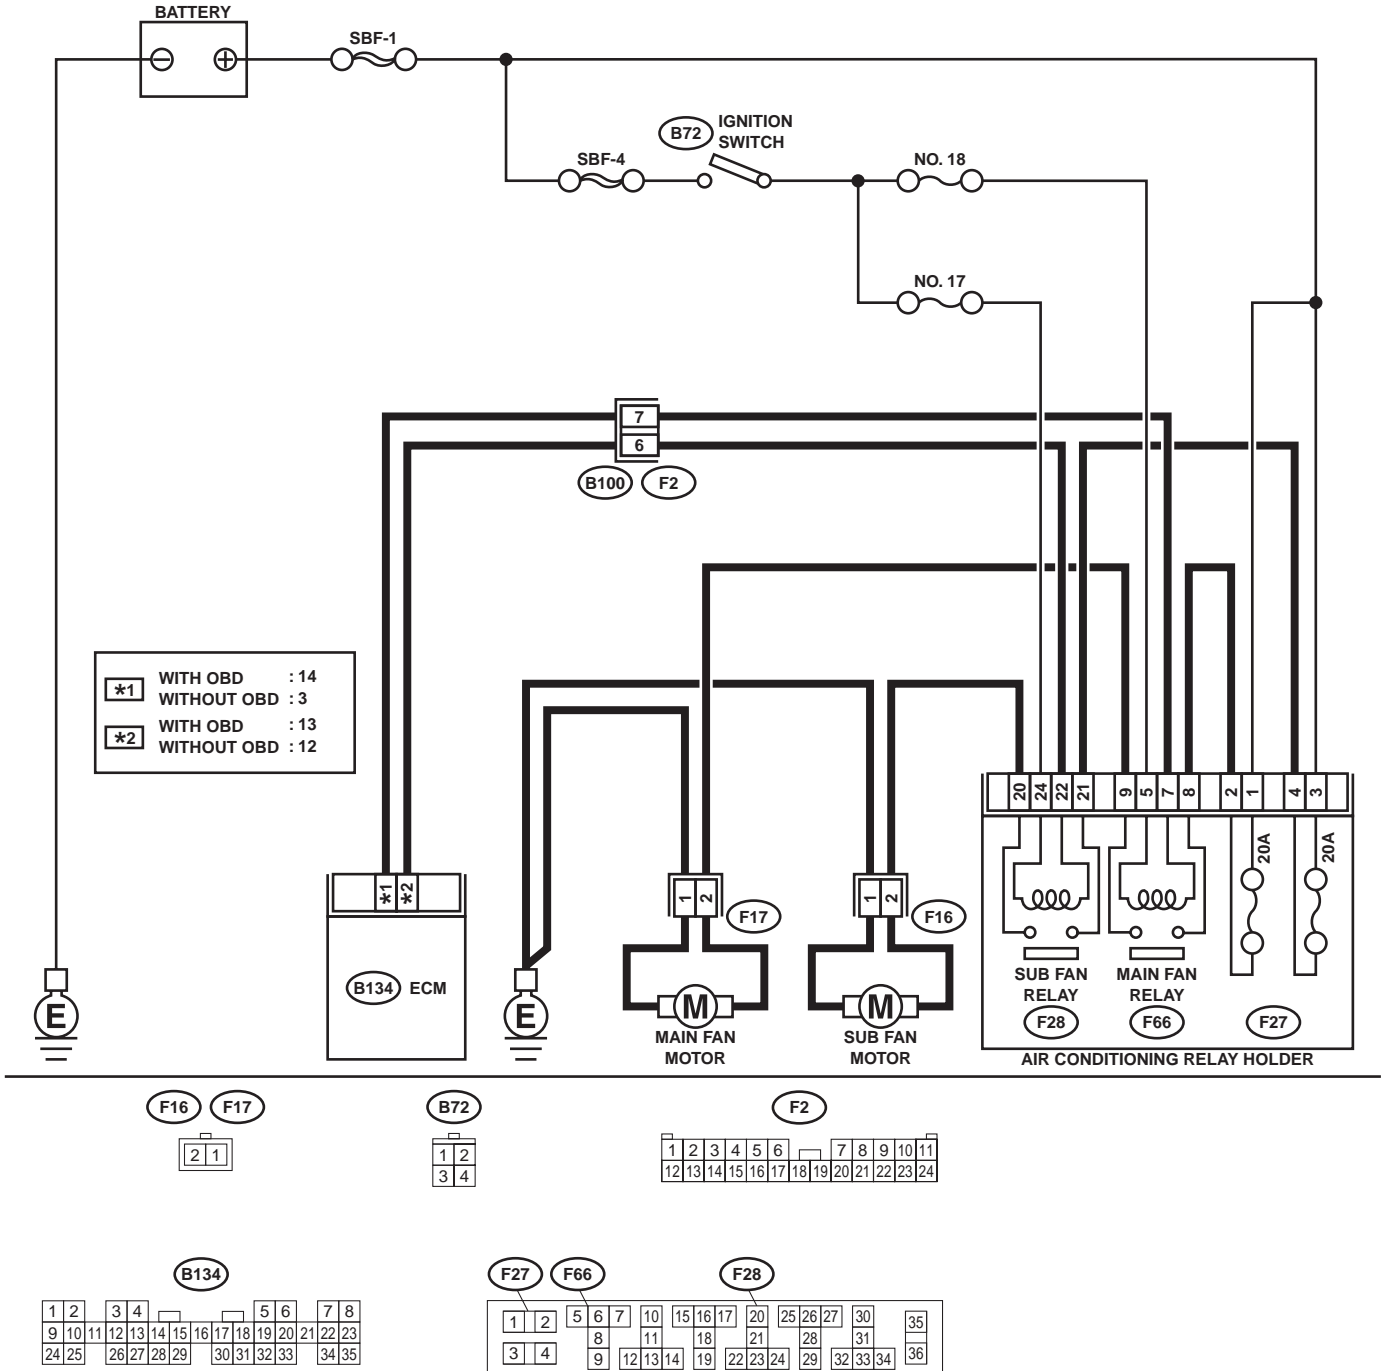 BATTERY
SBF-1
B72
IGNITION
SWITCH
SBF-4
NO. 18
NO. 17
7
6
B100
F2
*1
WITH OBD : 14
WITHOUT OBD : 3
*2
WITH OBD : 13
WITHOUT OBD : 12
20
24
22
21
9
5
7
8
2
1
4
3
20A
20A
*1
*2
1
2
F17
1
2
F16
B134
ECM
SUB FAN
RELAY
MAIN FAN
RELAY
F28
F66
F27
E
E
M
M
MAIN FAN
MOTOR
SUB FAN
MOTOR
AIR CONDITIONING RELAY HOLDER
F16
F17
B72
F2
2 1
1 2
3 4
1 2 3 4 5 6 7 8 9 10 11
12 13 14 15 16 17 18 19 20 21 22 23 24
B134
F27
F66
F28
1 2 3 4 5 6 7 8
9 10 11 12 13 14 15 16 17 18 19 20 21 22 23
24 25 26 27 28 29 30 31 32 33 34 35
1 2 5 6 7 10 15 16 17 20 25 26 27 30 35
8 11 18 21 28 31
3 4 9 12 13 14 19 22 23 24 29 32 33 34 36